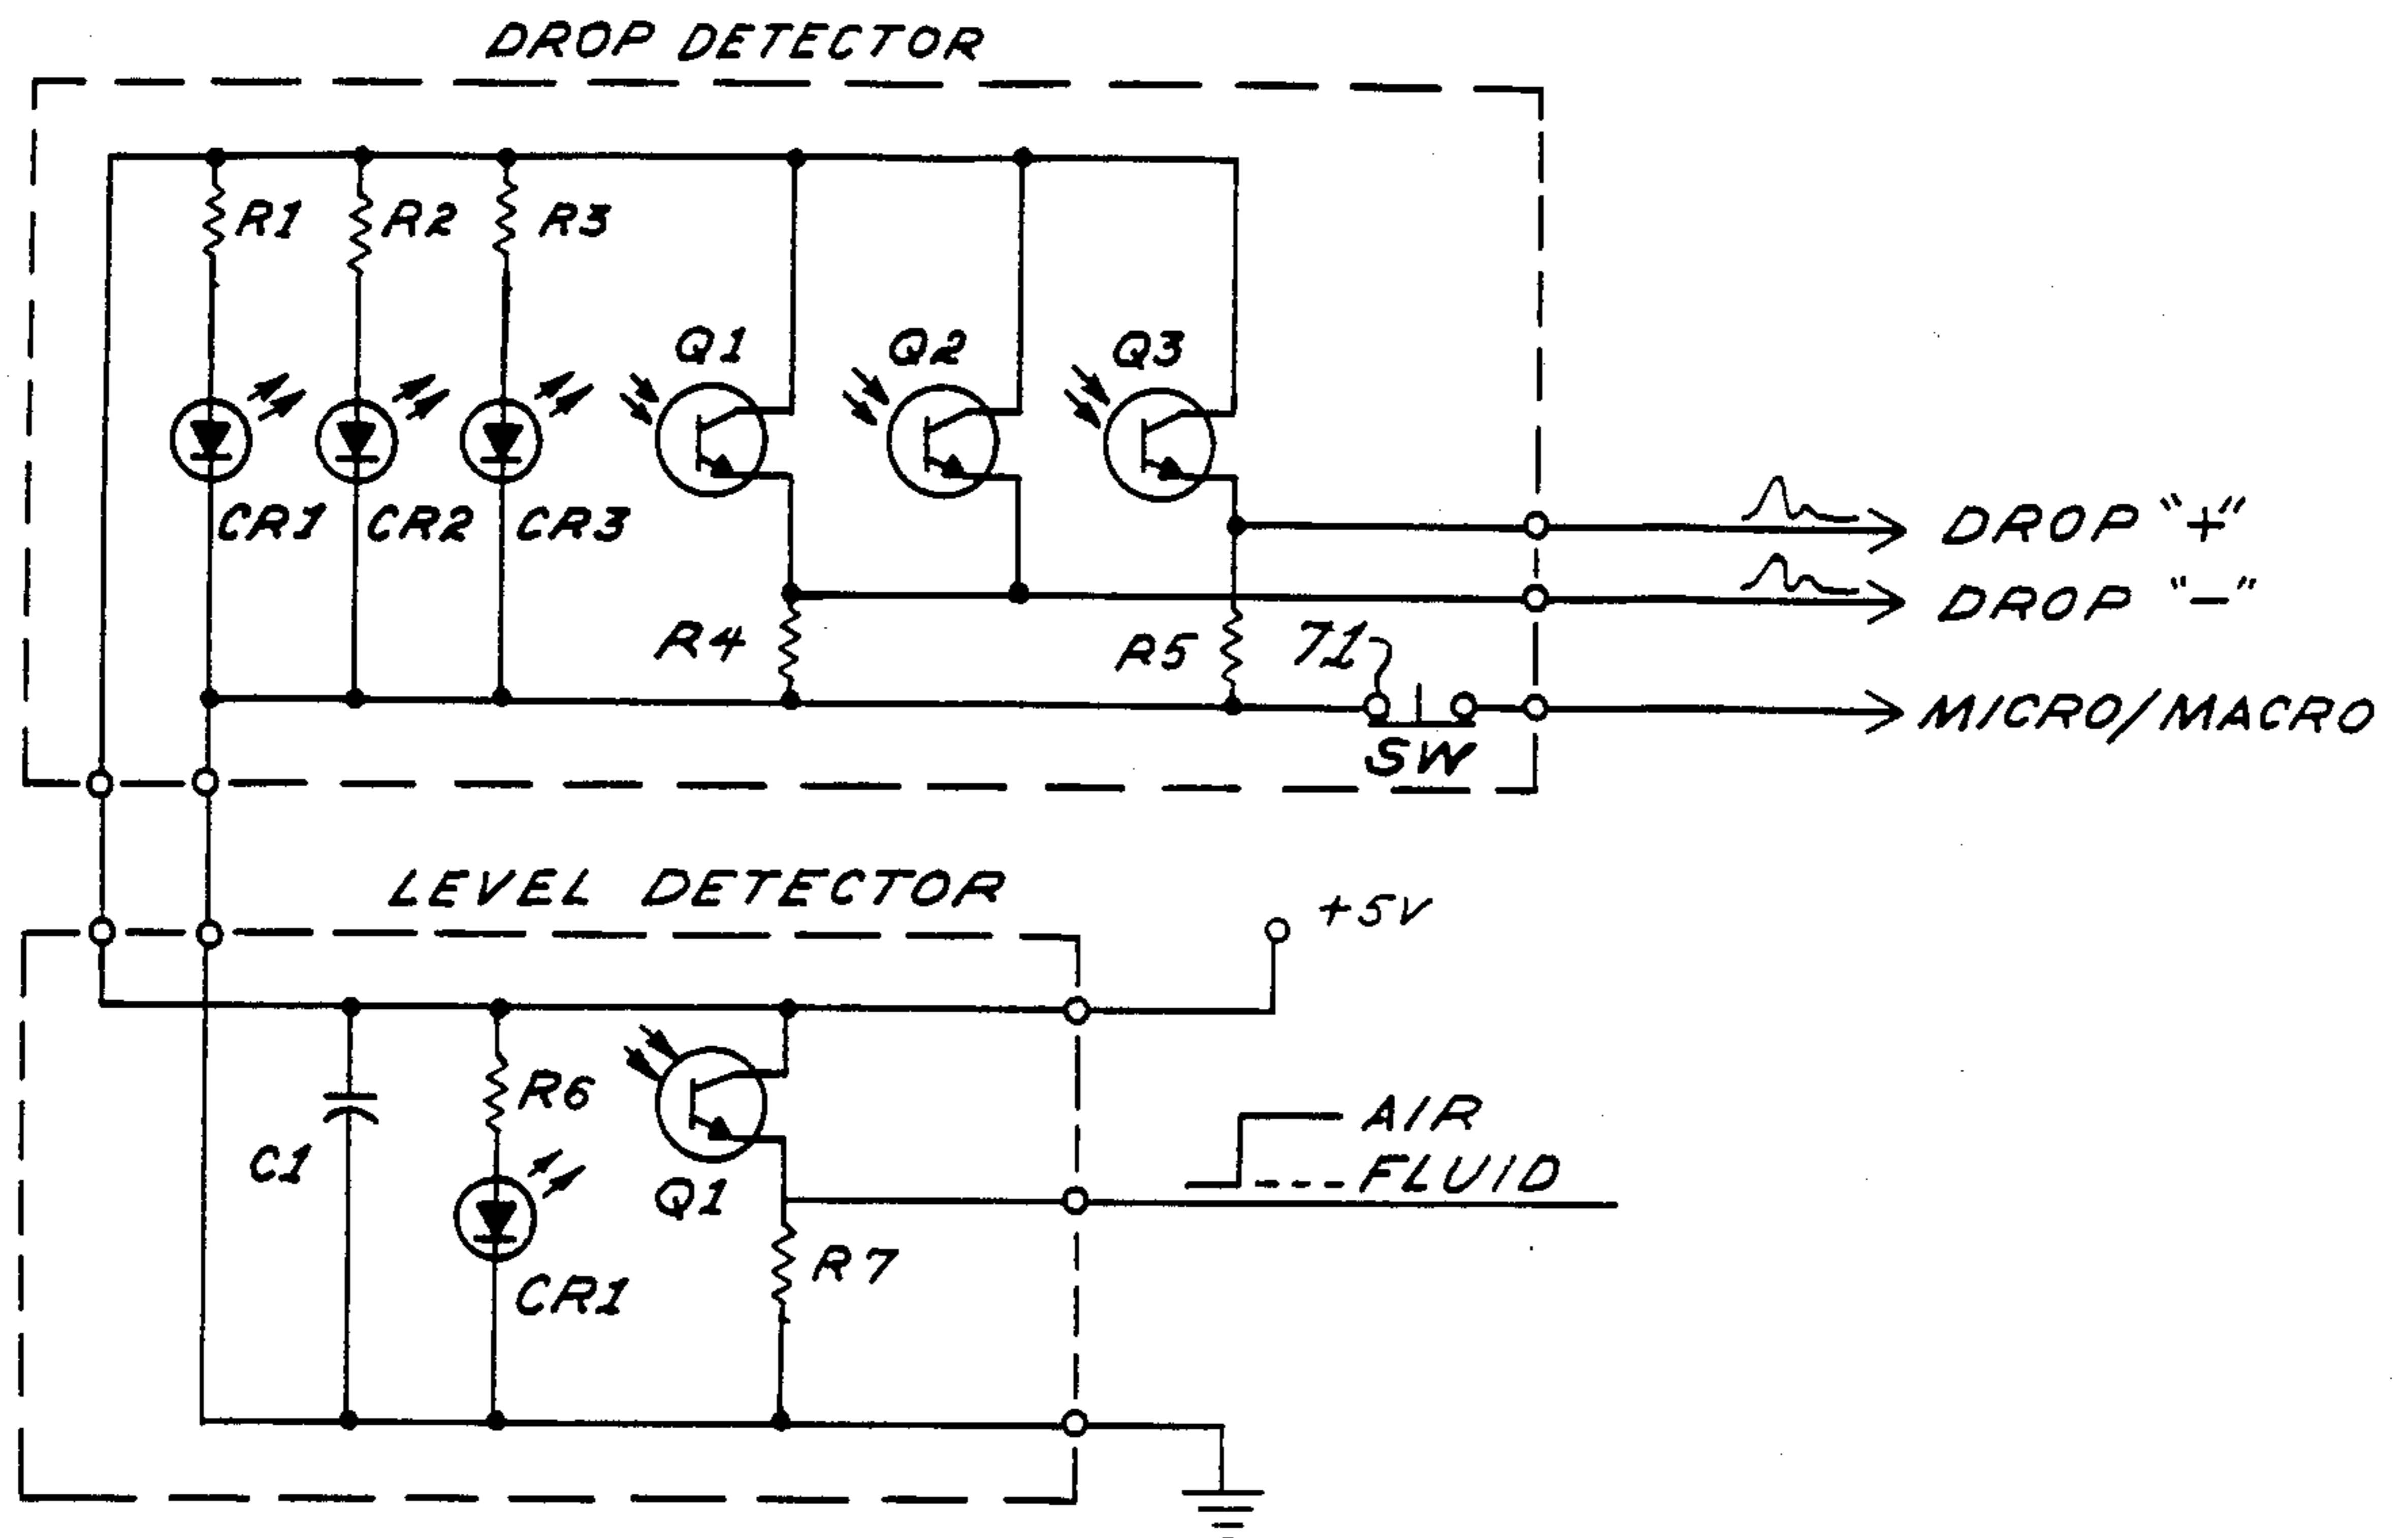 DROP DETECTOR
R1 R2 R3
Q1 Q2 Q3
CR1 CR2 CR3
DROP "+"
DROP "-"
R4 R5 71
MICRO/MACRO
SW
LEVEL DETECTOR
+5V
R6
C1
Q1
AIR
FLUID
R7
CR1